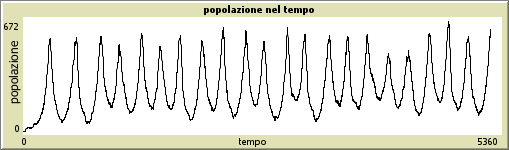 popolazione nel tempo
672
popolazione
0
0
tempo
5360